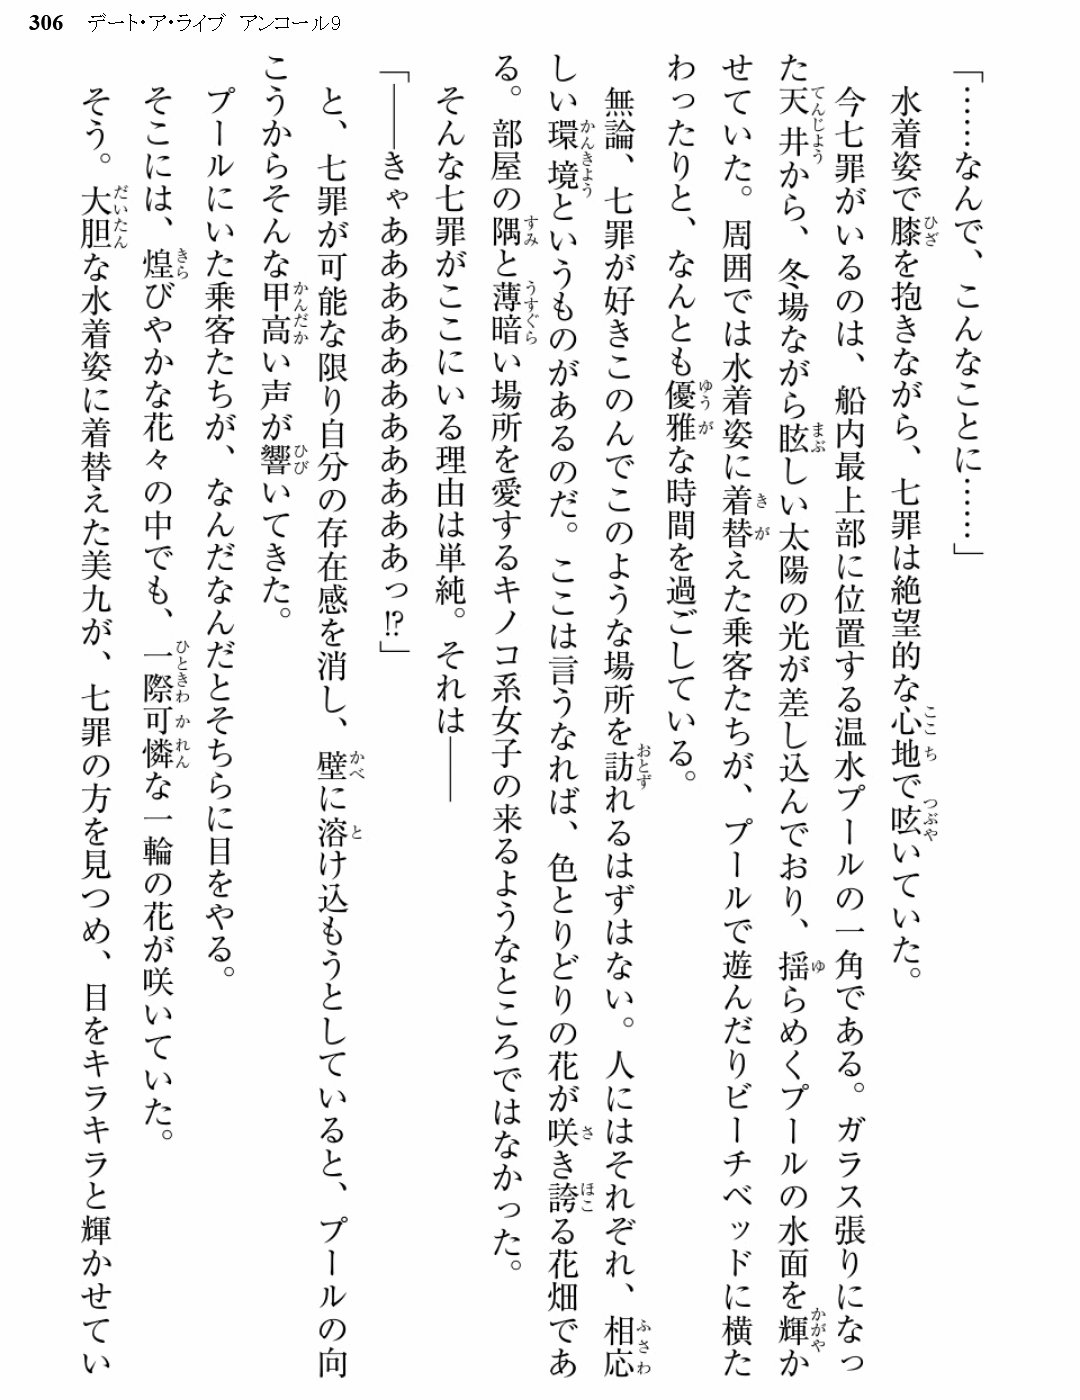 306 デート・ア・ライブ アンコール9
「……なんで、こんなことに……」
水着姿で膝を抱きながら、七罪は絶望的な心地で呟いていた。
今七罪がいるのは、船内最上部に位置する温水プールの一角である。ガラス張りになっ
た天井から、冬場ながら眩しい太陽の光が差し込んでおり、揺らめくプールの水面を輝か
せていた。周囲では水着姿に着替えた乗客たちが、プールで遊んだりビーチベッドに横た
わったりと、なんとも優雅な時間を過ごしている。
無論、七罪が好きこのんでこのような場所を訪れるはずはない。人にはそれぞれ、相応
しい環境というものがあるのだ。ここは言うなれば、色とりどりの花が咲き誇る花畑であ
る。部屋の隅と薄暗い場所を愛するキノコ系女子の来るようなところではなかった。
そんな七罪がここにいる理由は単純。それは――
「――きゃあああああああああああっ!?」
と、七罪が可能な限り自分の存在感を消し、壁に溶け込もうとしていると、プールの向
こうからそんな甲高い声が響いてきた。
プールにいた乗客たちが、なんだなんだとそちらに目をやる。
そこには、煌びやかな花々の中でも、一際可憐な一輪の花が咲いていた。
そう。大胆な水着姿に着替えた美九が、七罪の方を見つめ、目をキラキラと輝かせてい